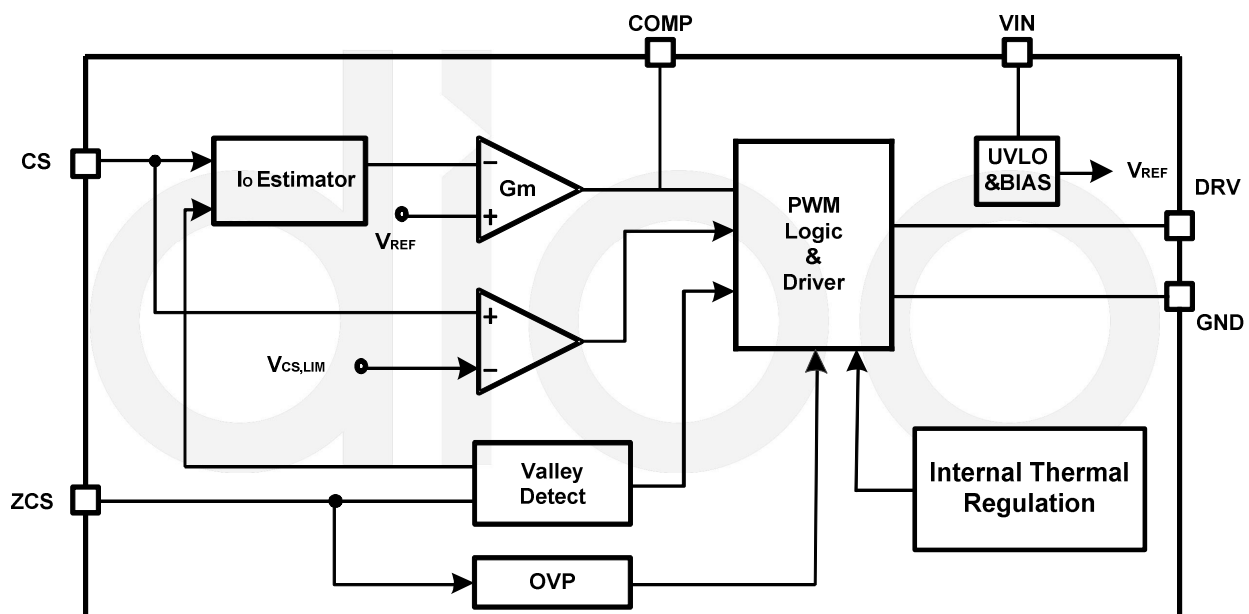 COMP
VIN
CS
IO Estimator
−
Gm
+
VREF
PWM
Logic
&
Driver
UVLO
&BIAS
VREF
DRV
GND
+
VCS,LIM
−
ZCS
Valley
Detect
OVP
Internal Thermal
Regulation
dioo